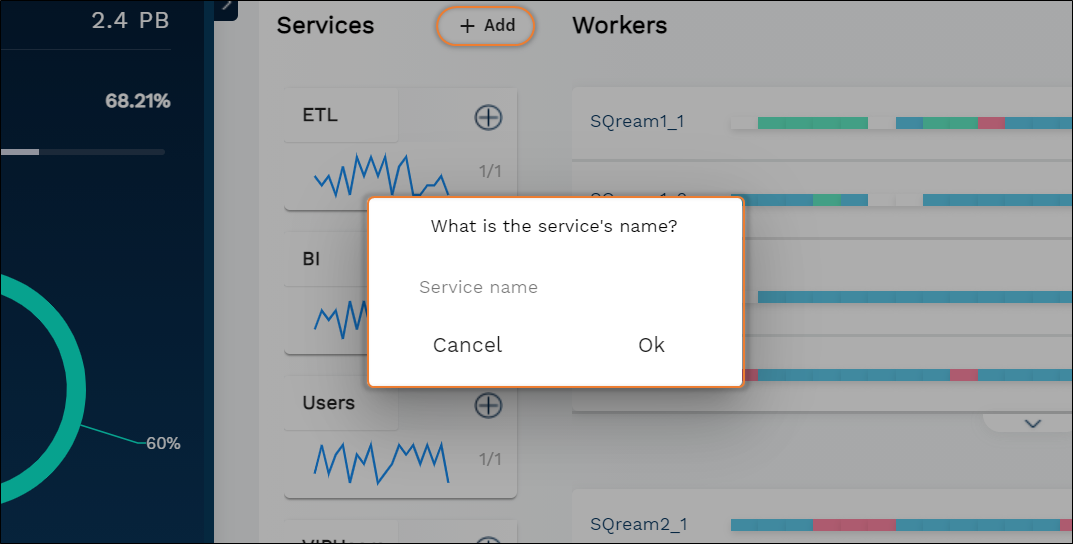 2.4 PB
68.21%
60%
Services
+ Add
ETL
1/1
BI
Users
1/1
Workers
SQream1_1
SQream2_1
What is the service's name?
Service name
Cancel
Ok